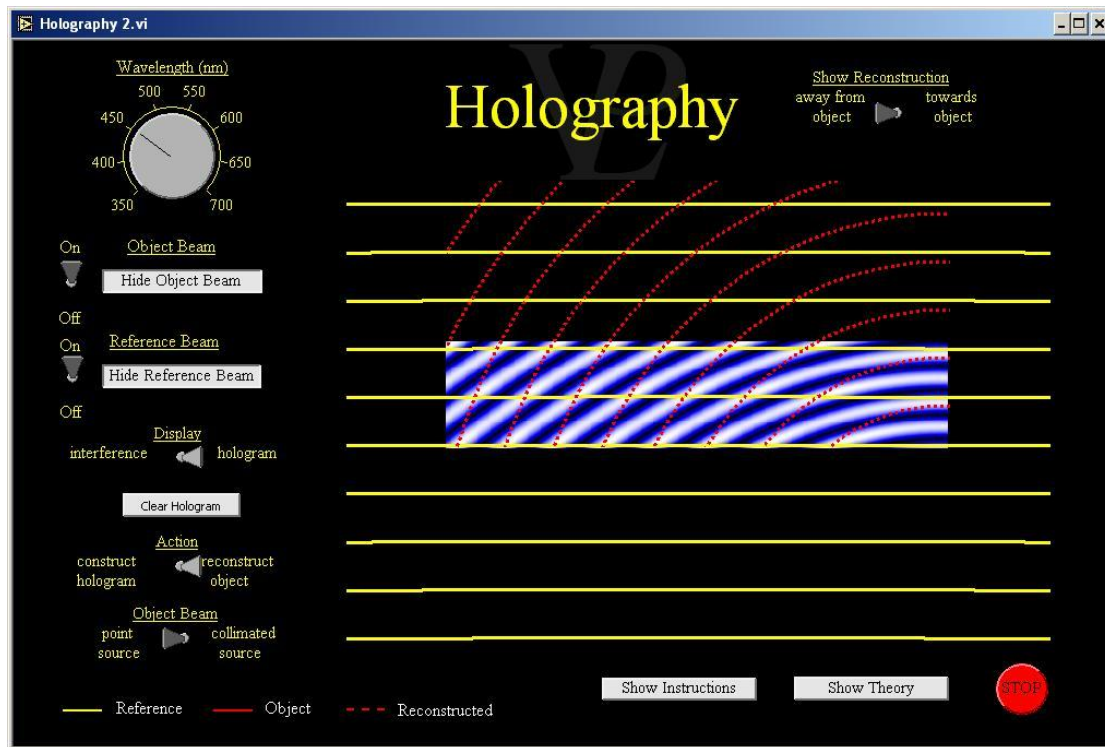 Holography 2.vi
Wavelength (nm)
500 550
450 600
400 650
350 700
Holography
Show Reconstruction
away from object
towards object
On
Object Beam
Hide Object Beam
Off
On
Reference Beam
Hide Reference Beam
Off
Display
interference
hologram
Clear Hologram
Action
construct
hologram
reconstruct
object
Object Beam
point
source
collimated
source
Show Instructions
Show Theory
STOP
Reference
Object
Reconstructed